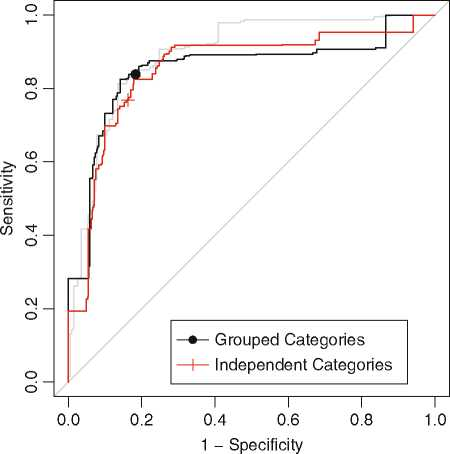 1.0
0.8
0.6
0.4
0.2
0.0
Sensitivity
Grouped Categories
Independent Categories
0.0 0.2 0.4 0.6 0.8 1.0
1 − Specificity